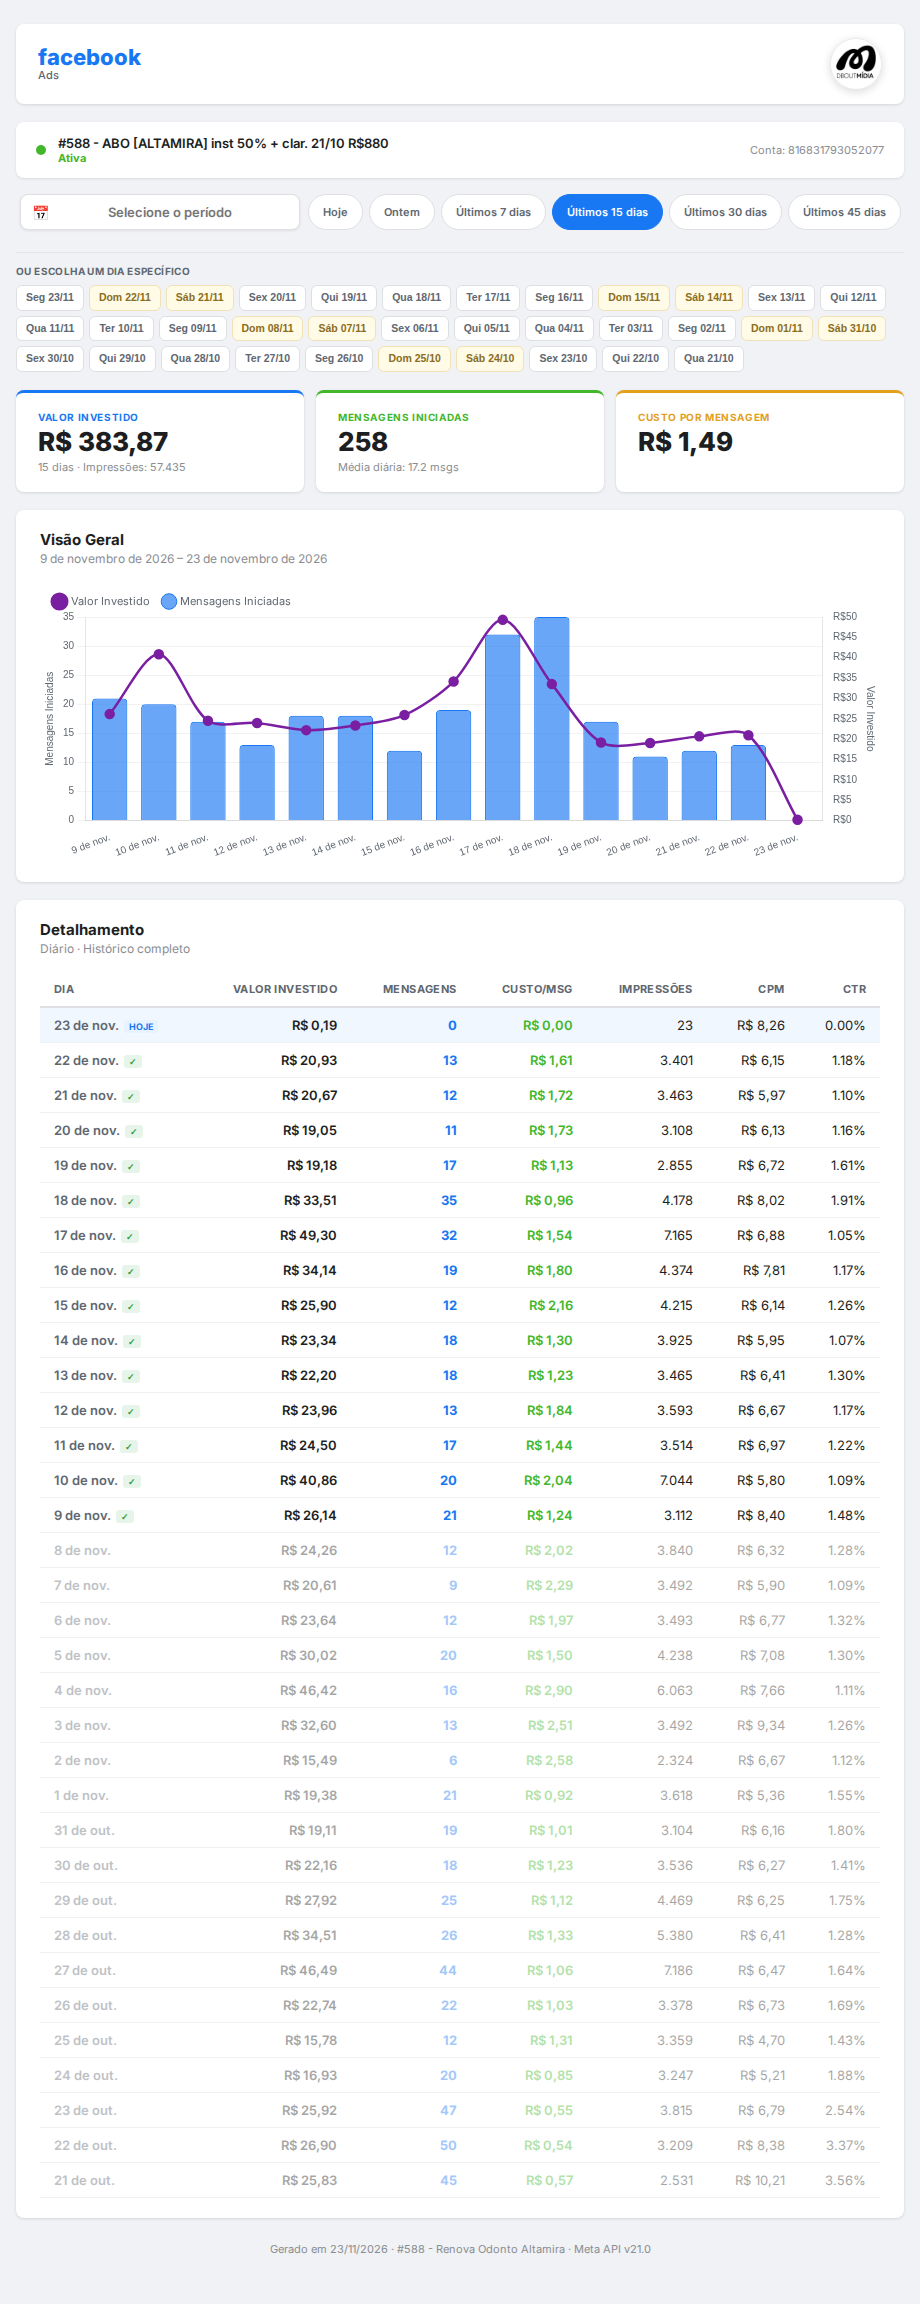 facebook
Ads
DBOUTMÍDIA
#588 - ABO [ALTAMIRA] inst 50% + clar. 21/10 R$880
Ativa
Conta: 816831793052077
📅 Selecione o período Hoje Ontem Últimos 7 dias Últimos 15 dias Últimos 30 dias Últimos 45 dias
OU ESCOLHA UM DIA ESPECÍFICO
Seg 23/11 Dom 22/11 Sáb 21/11 Sex 20/11 Qui 19/11 Qua 18/11 Ter 17/11 Seg 16/11 Dom 15/11 Sáb 14/11 Sex 13/11 Qui 12/11
Qua 11/11 Ter 10/11 Seg 09/11 Dom 08/11 Sáb 07/11 Sex 06/11 Qui 05/11 Qua 04/11 Ter 03/11 Seg 02/11 Dom 01/11 Sáb 31/10
Sex 30/10 Qui 29/10 Qua 28/10 Ter 27/10 Seg 26/10 Dom 25/10 Sáb 24/10 Sex 23/10 Qui 22/10 Qua 21/10
VALOR INVESTIDO
R$ 383,87
15 dias · Impressões: 57.435
MENSAGENS INICIADAS
258
Média diária: 17.2 msgs
CUSTO POR MENSAGEM
R$ 1,49
Visão Geral
9 de novembro de 2026 – 23 de novembro de 2026
Valor Investido Mensagens Iniciadas
Mensagens Iniciadas
35
30
25
20
15
10
5
0
R$50
R$45
R$40
R$35
R$30
R$25
R$20
R$15
R$10
R$5
R$0
Valor Investido
9 de nov. 10 de nov. 11 de nov. 12 de nov. 13 de nov. 14 de nov. 15 de nov. 16 de nov. 17 de nov. 18 de nov. 19 de nov. 20 de nov. 21 de nov. 22 de nov. 23 de nov.
Detalhamento
Diário · Histórico completo
DIA VALOR INVESTIDO MENSAGENS CUSTO/MSG IMPRESSÕES CPM CTR
23 de nov. HOJE R$ 0,19 0 R$ 0,00 23 R$ 8,26 0.00%
22 de nov. ✓ R$ 20,93 13 R$ 1,61 3.401 R$ 6,15 1.18%
21 de nov. ✓ R$ 20,67 12 R$ 1,72 3.463 R$ 5,97 1.10%
20 de nov. ✓ R$ 19,05 11 R$ 1,73 3.108 R$ 6,13 1.16%
19 de nov. ✓ R$ 19,18 17 R$ 1,13 2.855 R$ 6,72 1.61%
18 de nov. ✓ R$ 33,51 35 R$ 0,96 4.178 R$ 8,02 1.91%
17 de nov. ✓ R$ 49,30 32 R$ 1,54 7.165 R$ 6,88 1.05%
16 de nov. ✓ R$ 34,14 19 R$ 1,80 4.374 R$ 7,81 1.17%
15 de nov. ✓ R$ 25,90 12 R$ 2,16 4.215 R$ 6,14 1.26%
14 de nov. ✓ R$ 23,34 18 R$ 1,30 3.925 R$ 5,95 1.07%
13 de nov. ✓ R$ 22,20 18 R$ 1,23 3.465 R$ 6,41 1.30%
12 de nov. ✓ R$ 23,96 13 R$ 1,84 3.593 R$ 6,67 1.17%
11 de nov. ✓ R$ 24,50 17 R$ 1,44 3.514 R$ 6,97 1.22%
10 de nov. ✓ R$ 40,86 20 R$ 2,04 7.044 R$ 5,80 1.09%
9 de nov. ✓ R$ 26,14 21 R$ 1,24 3.112 R$ 8,40 1.48%
8 de nov. R$ 24,26 12 R$ 2,02 3.840 R$ 6,32 1.28%
7 de nov. R$ 20,61 9 R$ 2,29 3.492 R$ 5,90 1.09%
6 de nov. R$ 23,64 12 R$ 1,97 3.493 R$ 6,77 1.32%
5 de nov. R$ 30,02 20 R$ 1,50 4.238 R$ 7,08 1.30%
4 de nov. R$ 46,42 16 R$ 2,90 6.063 R$ 7,66 1.11%
3 de nov. R$ 32,60 13 R$ 2,51 3.492 R$ 9,34 1.26%
2 de nov. R$ 15,49 6 R$ 2,58 2.324 R$ 6,67 1.12%
1 de nov. R$ 19,38 21 R$ 0,92 3.618 R$ 5,36 1.55%
31 de out. R$ 19,11 19 R$ 1,01 3.104 R$ 6,16 1.80%
30 de out. R$ 22,16 18 R$ 1,23 3.536 R$ 6,27 1.41%
29 de out. R$ 27,92 25 R$ 1,12 4.469 R$ 6,25 1.75%
28 de out. R$ 34,51 26 R$ 1,33 5.380 R$ 6,41 1.28%
27 de out. R$ 46,49 44 R$ 1,06 7.186 R$ 6,47 1.64%
26 de out. R$ 22,74 22 R$ 1,03 3.378 R$ 6,73 1.69%
25 de out. R$ 15,78 12 R$ 1,31 3.359 R$ 4,70 1.43%
24 de out. R$ 16,93 20 R$ 0,85 3.247 R$ 5,21 1.88%
23 de out. R$ 25,92 47 R$ 0,55 3.815 R$ 6,79 2.54%
22 de out. R$ 26,90 50 R$ 0,54 3.209 R$ 8,38 3.37%
21 de out. R$ 25,83 45 R$ 0,57 2.531 R$ 10,21 3.56%
Gerado em 23/11/2026 · #588 - Renova Odonto Altamira · Meta API v21.0